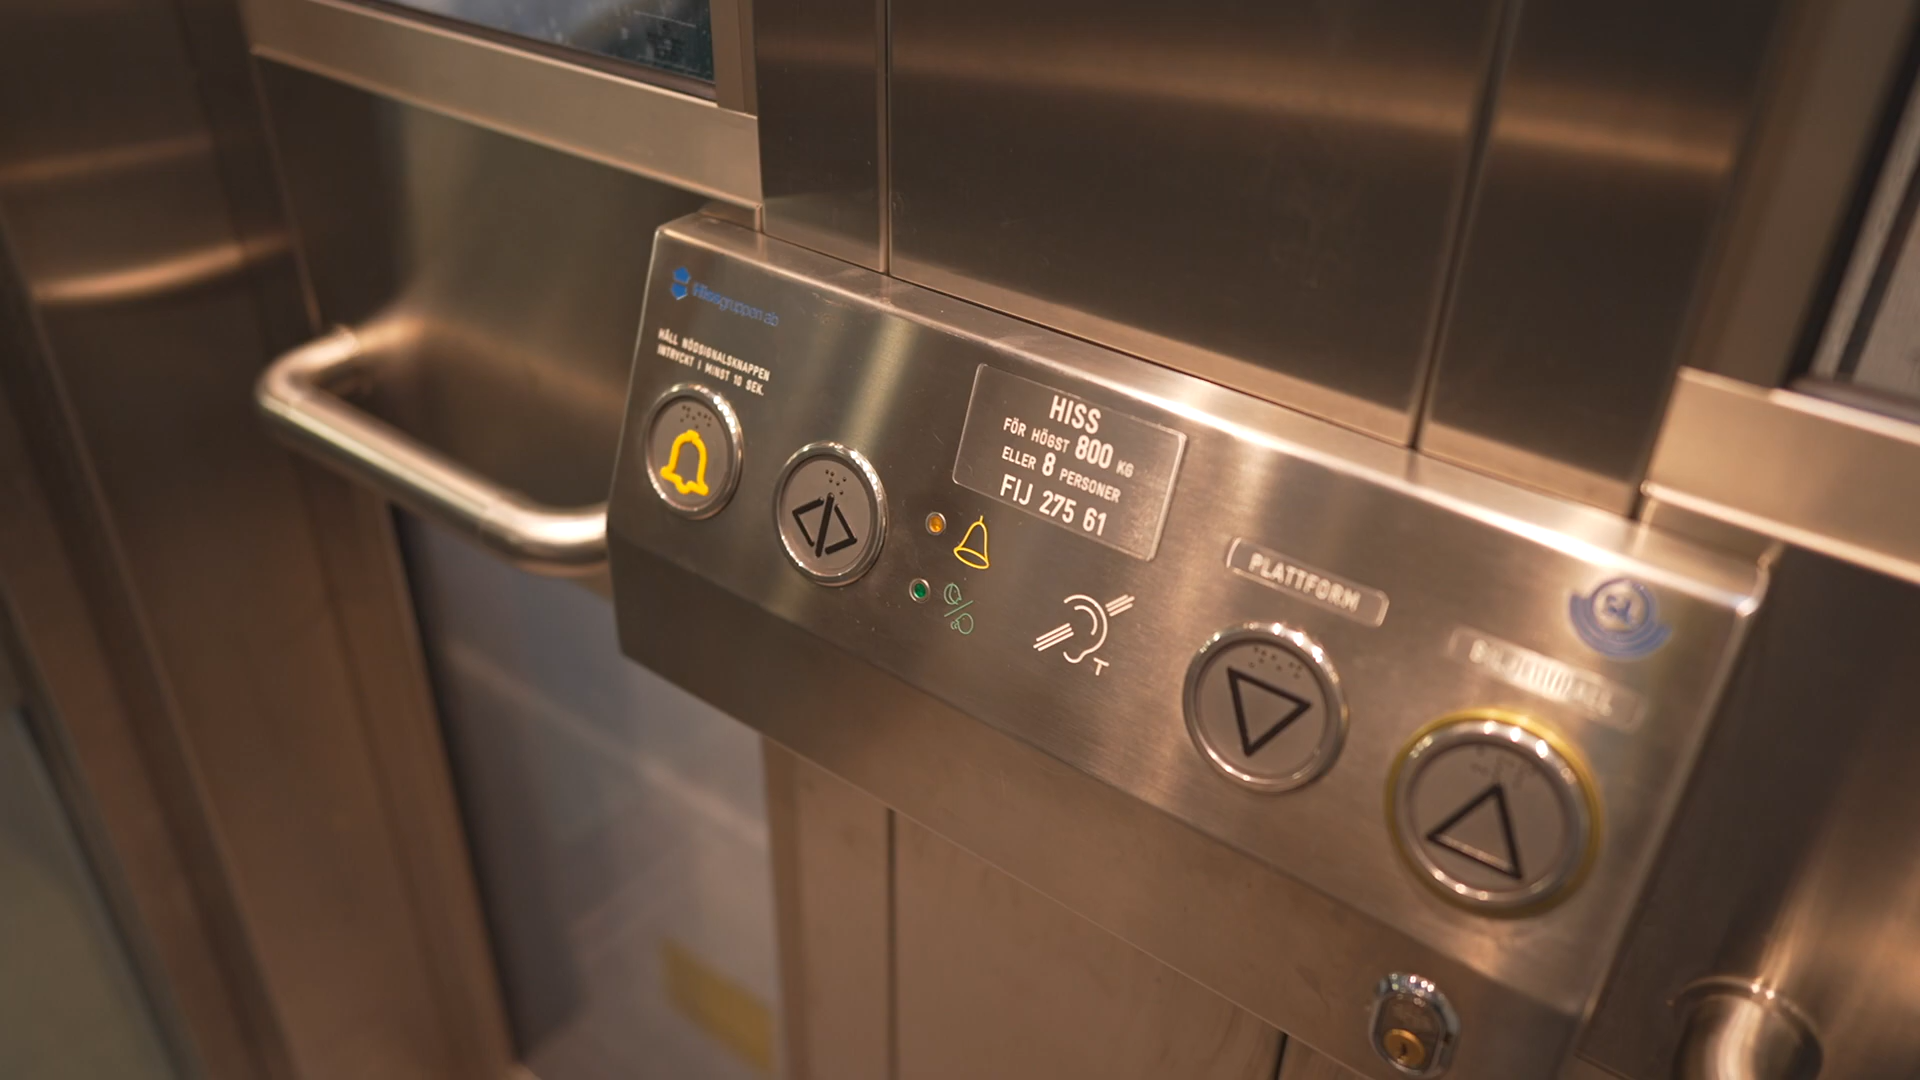 Hissgruppen ab
HÅLL NÖDSIGNALSKNAPPEN
INTRYCKT I MINST 10 SEK.
HISS
FÖR HÖGST 800 KG
ELLER 8 PERSONER
FIJ 275 61
T
PLATTFORM
SL